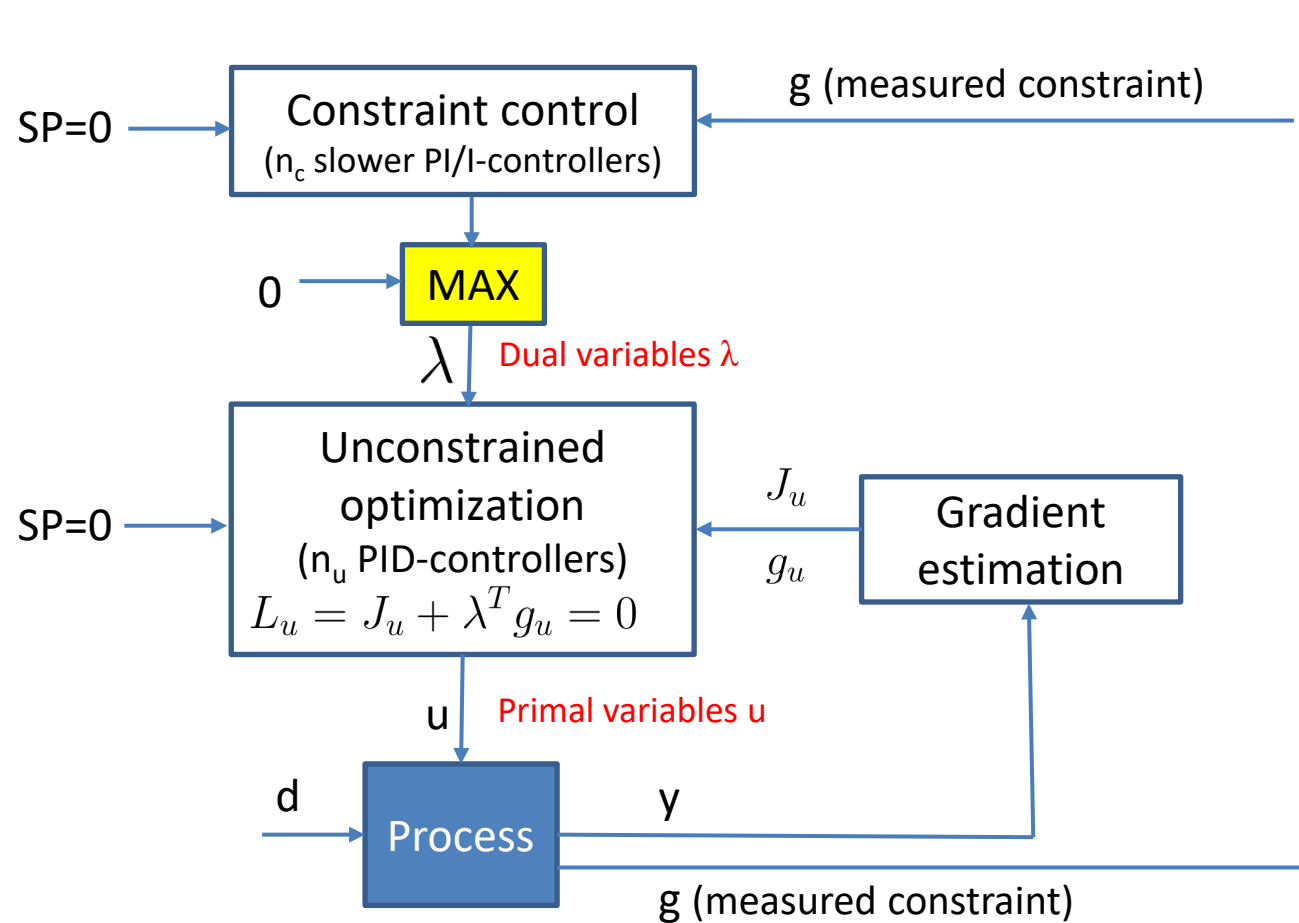 g (measured constraint)
SP=0
Constraint control
(n_c slower PI/I-controllers)
0
MAX
λ
Dual variables λ
Unconstrained
optimization
(n_u PID-controllers)
L_u = J_u + λ^T g_u = 0
SP=0
J_u
g_u
Gradient
estimation
u
Primal variables u
d
Process
y
g (measured constraint)